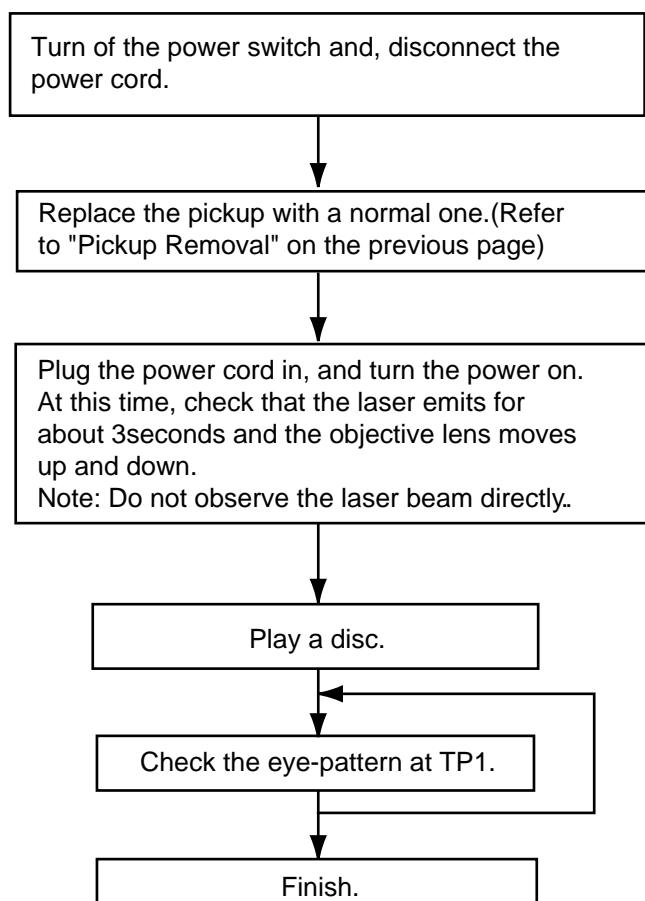 Turn of the power switch and, disconnect the
power cord.
Replace the pickup with a normal one.(Refer
to "Pickup Removal" on the previous page)
Plug the power cord in, and turn the power on.
At this time, check that the laser emits for
about 3seconds and the objective lens moves
up and down.
Note: Do not observe the laser beam directly..
Play a disc.
Check the eye-pattern at TP1.
Finish.